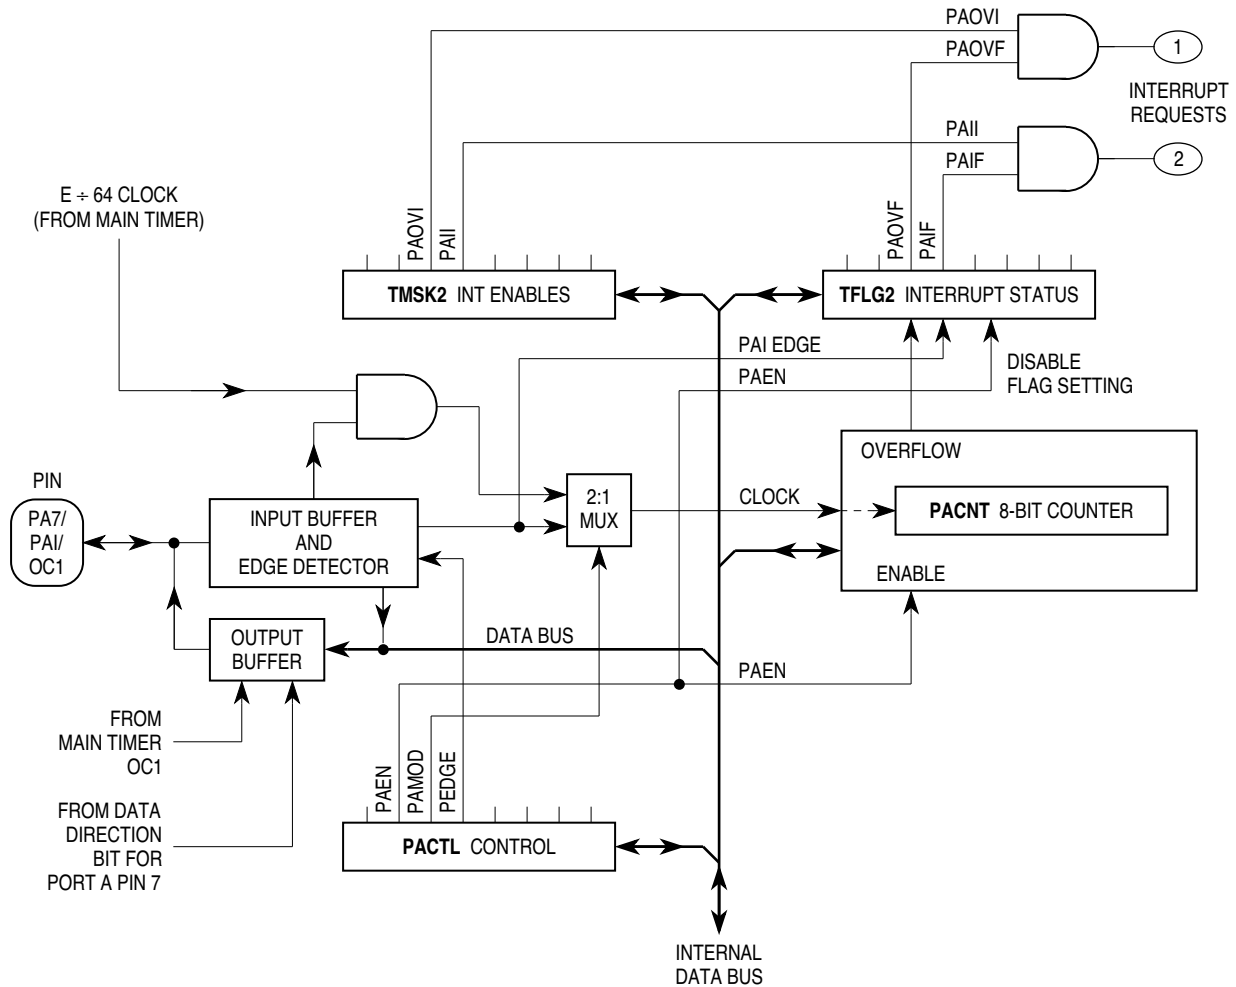 PAOVI
PAOVF
1
INTERRUPT
REQUESTS
PAII
PAIF
2
E ÷ 64 CLOCK
(FROM MAIN TIMER)
PAOVI
PAII
PAOVF
PAIF
TMSK2 INT ENABLES
TFLG2 INTERRUPT STATUS
PAI EDGE
PAEN
DISABLE
FLAG SETTING
OVERFLOW
PIN
PA7/
PAI/
OC1
INPUT BUFFER
AND
EDGE DETECTOR
2:1
MUX
CLOCK
PACNT 8-BIT COUNTER
ENABLE
OUTPUT
BUFFER
DATA BUS
PAEN
FROM
MAIN TIMER
OC1
FROM DATA
DIRECTION
BIT FOR
PORT A PIN 7
PAEN
PAMOD
PEDGE
PACTL CONTROL
INTERNAL
DATA BUS